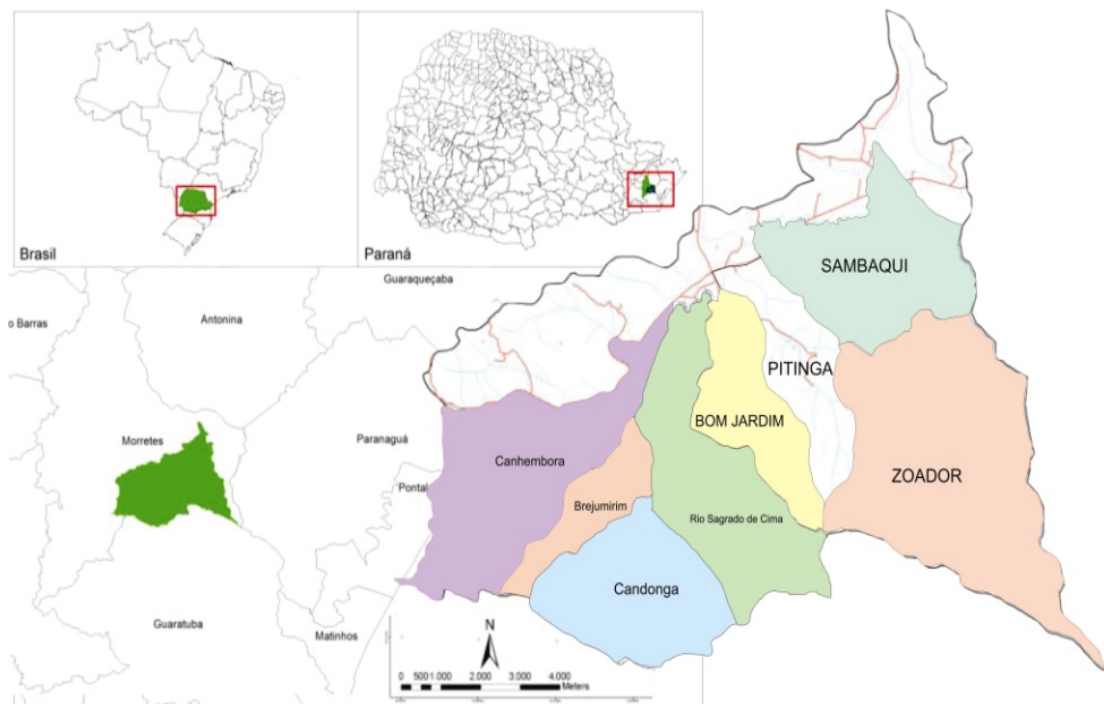 Brasil
Paraná
Guaraqueçaba
o Barras
Antonina
SAMBAQUI
PITINGA
Morretes
Paranaguá
BOM JARDIM
Canhembora
ZOADOR
Pontal
Brejumirim
Rio Sagrado de Cima
Candonga
Guaratuba
Matinhos
N
0 500 1.000 2.000 3.000 4.000
Meters